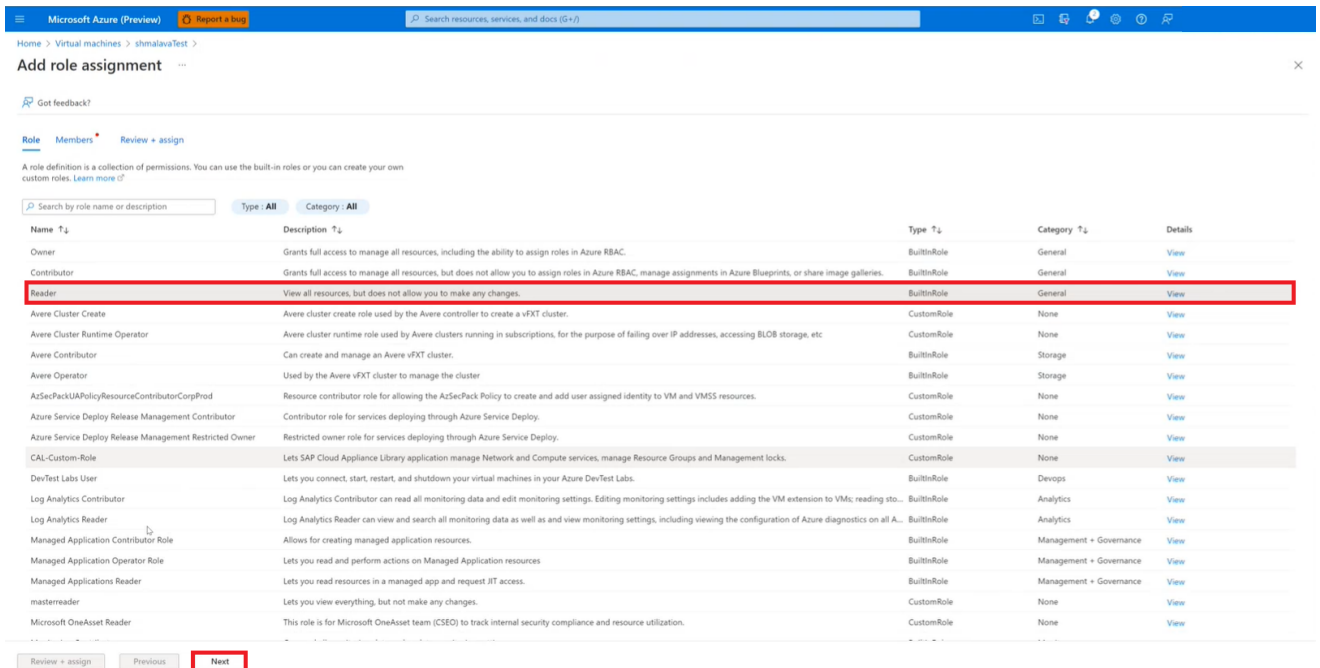 Microsoft Azure (Preview) Report a bug Search resources, services, and docs (G+/) 2
Home > Virtual machines > shmalavaTest >
Add role assignment ...
Got feedback?
Role Members Review + assign
A role definition is a collection of permissions. You can use the built-in roles or you can create your own
custom roles. Learn more
Search by role name or description Type : All Category : All
Name Description Type Category Details
Owner Grants full access to manage all resources, including the ability to assign roles in Azure RBAC. BuiltInRole General View
Contributor Grants full access to manage all resources, but does not allow you to assign roles in Azure RBAC, manage assignments in Azure Blueprints, or share image galleries. BuiltInRole General View
Reader View all resources, but does not allow you to make any changes. BuiltInRole General View
Avere Cluster Create Avere cluster create role used by the Avere controller to create a vFXT cluster. CustomRole None View
Avere Cluster Runtime Operator Avere cluster runtime role used by Avere clusters running in subscriptions, for the purpose of failing over IP addresses, accessing BLOB storage, etc CustomRole None View
Avere Contributor Can create and manage an Avere vFXT cluster. BuiltInRole Storage View
Avere Operator Used by the Avere vFXT cluster to manage the cluster BuiltInRole Storage View
AzSecPackUAPolicyResourceContributorCorpProd Resource contributor role for allowing the AzSecPack Policy to create and add user assigned identity to VM and VMSS resources. CustomRole None View
Azure Service Deploy Release Management Contributor Contributor role for services deploying through Azure Service Deploy. CustomRole None View
Azure Service Deploy Release Management Restricted Owner Restricted owner role for services deploying through Azure Service Deploy. CustomRole None View
CAL-Custom-Role Lets SAP Cloud Appliance Library application manage Network and Compute services, manage Resource Groups and Management locks. CustomRole None View
DevTest Labs User Lets you connect, start, restart, and shutdown your virtual machines in your Azure DevTest Labs. BuiltInRole Devops View
Log Analytics Contributor Log Analytics Contributor can read all monitoring data and edit monitoring settings. Editing monitoring settings includes adding the VM extension to VMs; reading sto... BuiltInRole Analytics View
Log Analytics Reader Log Analytics Reader can view and search all monitoring data as well as and view monitoring settings, including viewing the configuration of Azure diagnostics on all A... BuiltInRole Analytics View
Managed Application Contributor Role Allows for creating managed application resources. BuiltInRole Management + Governance View
Managed Application Operator Role Lets you read and perform actions on Managed Application resources BuiltInRole Management + Governance View
Managed Applications Reader Lets you read resources in a managed app and request JIT access. BuiltInRole Management + Governance View
masterreader Lets you view everything, but not make any changes. CustomRole None View
Microsoft OneAsset Reader This role is for Microsoft OneAsset team (CSEO) to track internal security compliance and resource utilization. CustomRole None View
Review + assign Previous Next